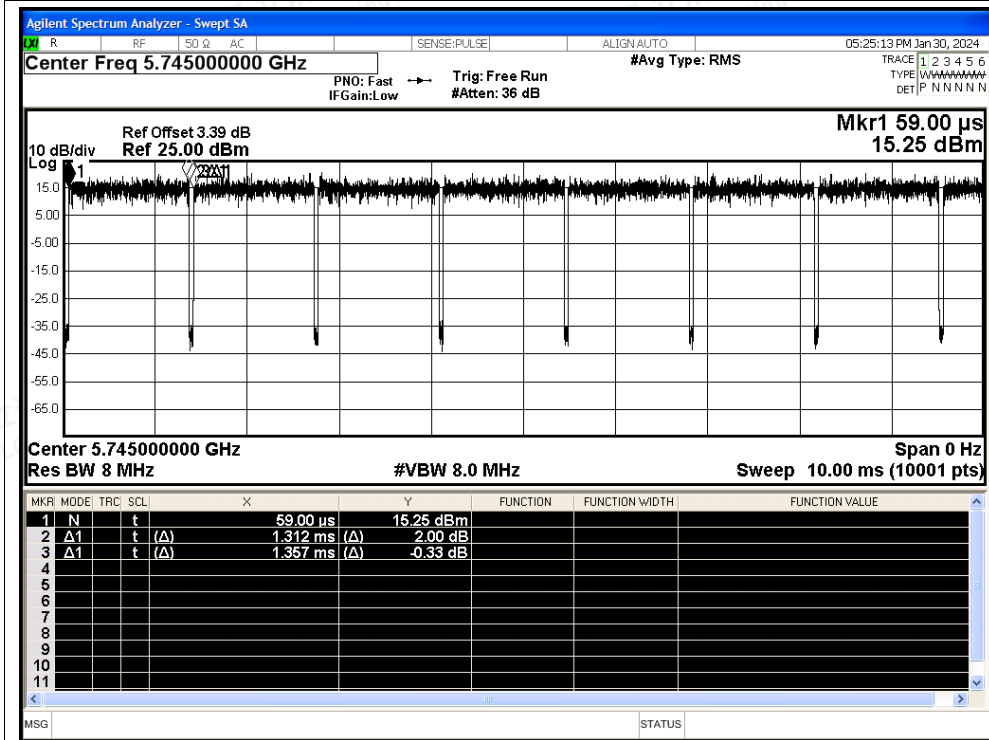 Agilent Spectrum Analyzer - Swept SA
LXI R RF 50 Ω AC SENSE:PULSE ALIGN AUTO 05:25:13 PM Jan 30, 2024
Center Freq 5.745000000 GHz #Avg Type: RMS TRACE 1 2 3 4 5 6
PNO: Fast Trig: Free Run TYPE
IFGain:Low #Atten: 36 dB DET P N N N N N
Mkr1 59.00 µs
Ref Offset 3.39 dB
10 dB/div Ref 25.00 dBm 15.25 dBm
Log
1
15.0
5.00
-5.00
-15.0
-25.0
-35.0
-45.0
-55.0
-65.0
Center 5.745000000 GHz Span 0 Hz
Res BW 8 MHz #VBW 8.0 MHz Sweep 10.00 ms (10001 pts)
MKR MODE TRC SCL X Y FUNCTION FUNCTION WIDTH FUNCTION VALUE
1 N t 59.00 µs 15.25 dBm
2 Δ1 t (Δ) 1.312 ms (Δ) 2.00 dB
3 Δ1 t (Δ) 1.357 ms (Δ) -0.33 dB
4
5
6
7
8
9
10
11
MSG STATUS